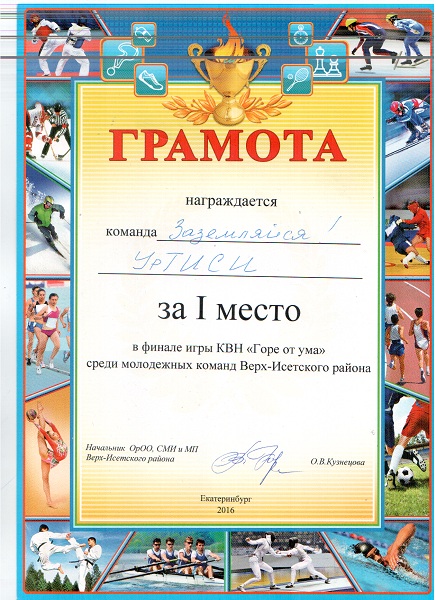 ГРАМОТА
награждается
команда Заземляйся!
УрТИСИ
за I место
в финале игры КВН «Горе от ума»
среди молодежных команд Верх-Исетского района
Начальник ОрОО, СМИ и МП
Верх-Исетского района
О.В.Кузнецова
Екатеринбург
2016